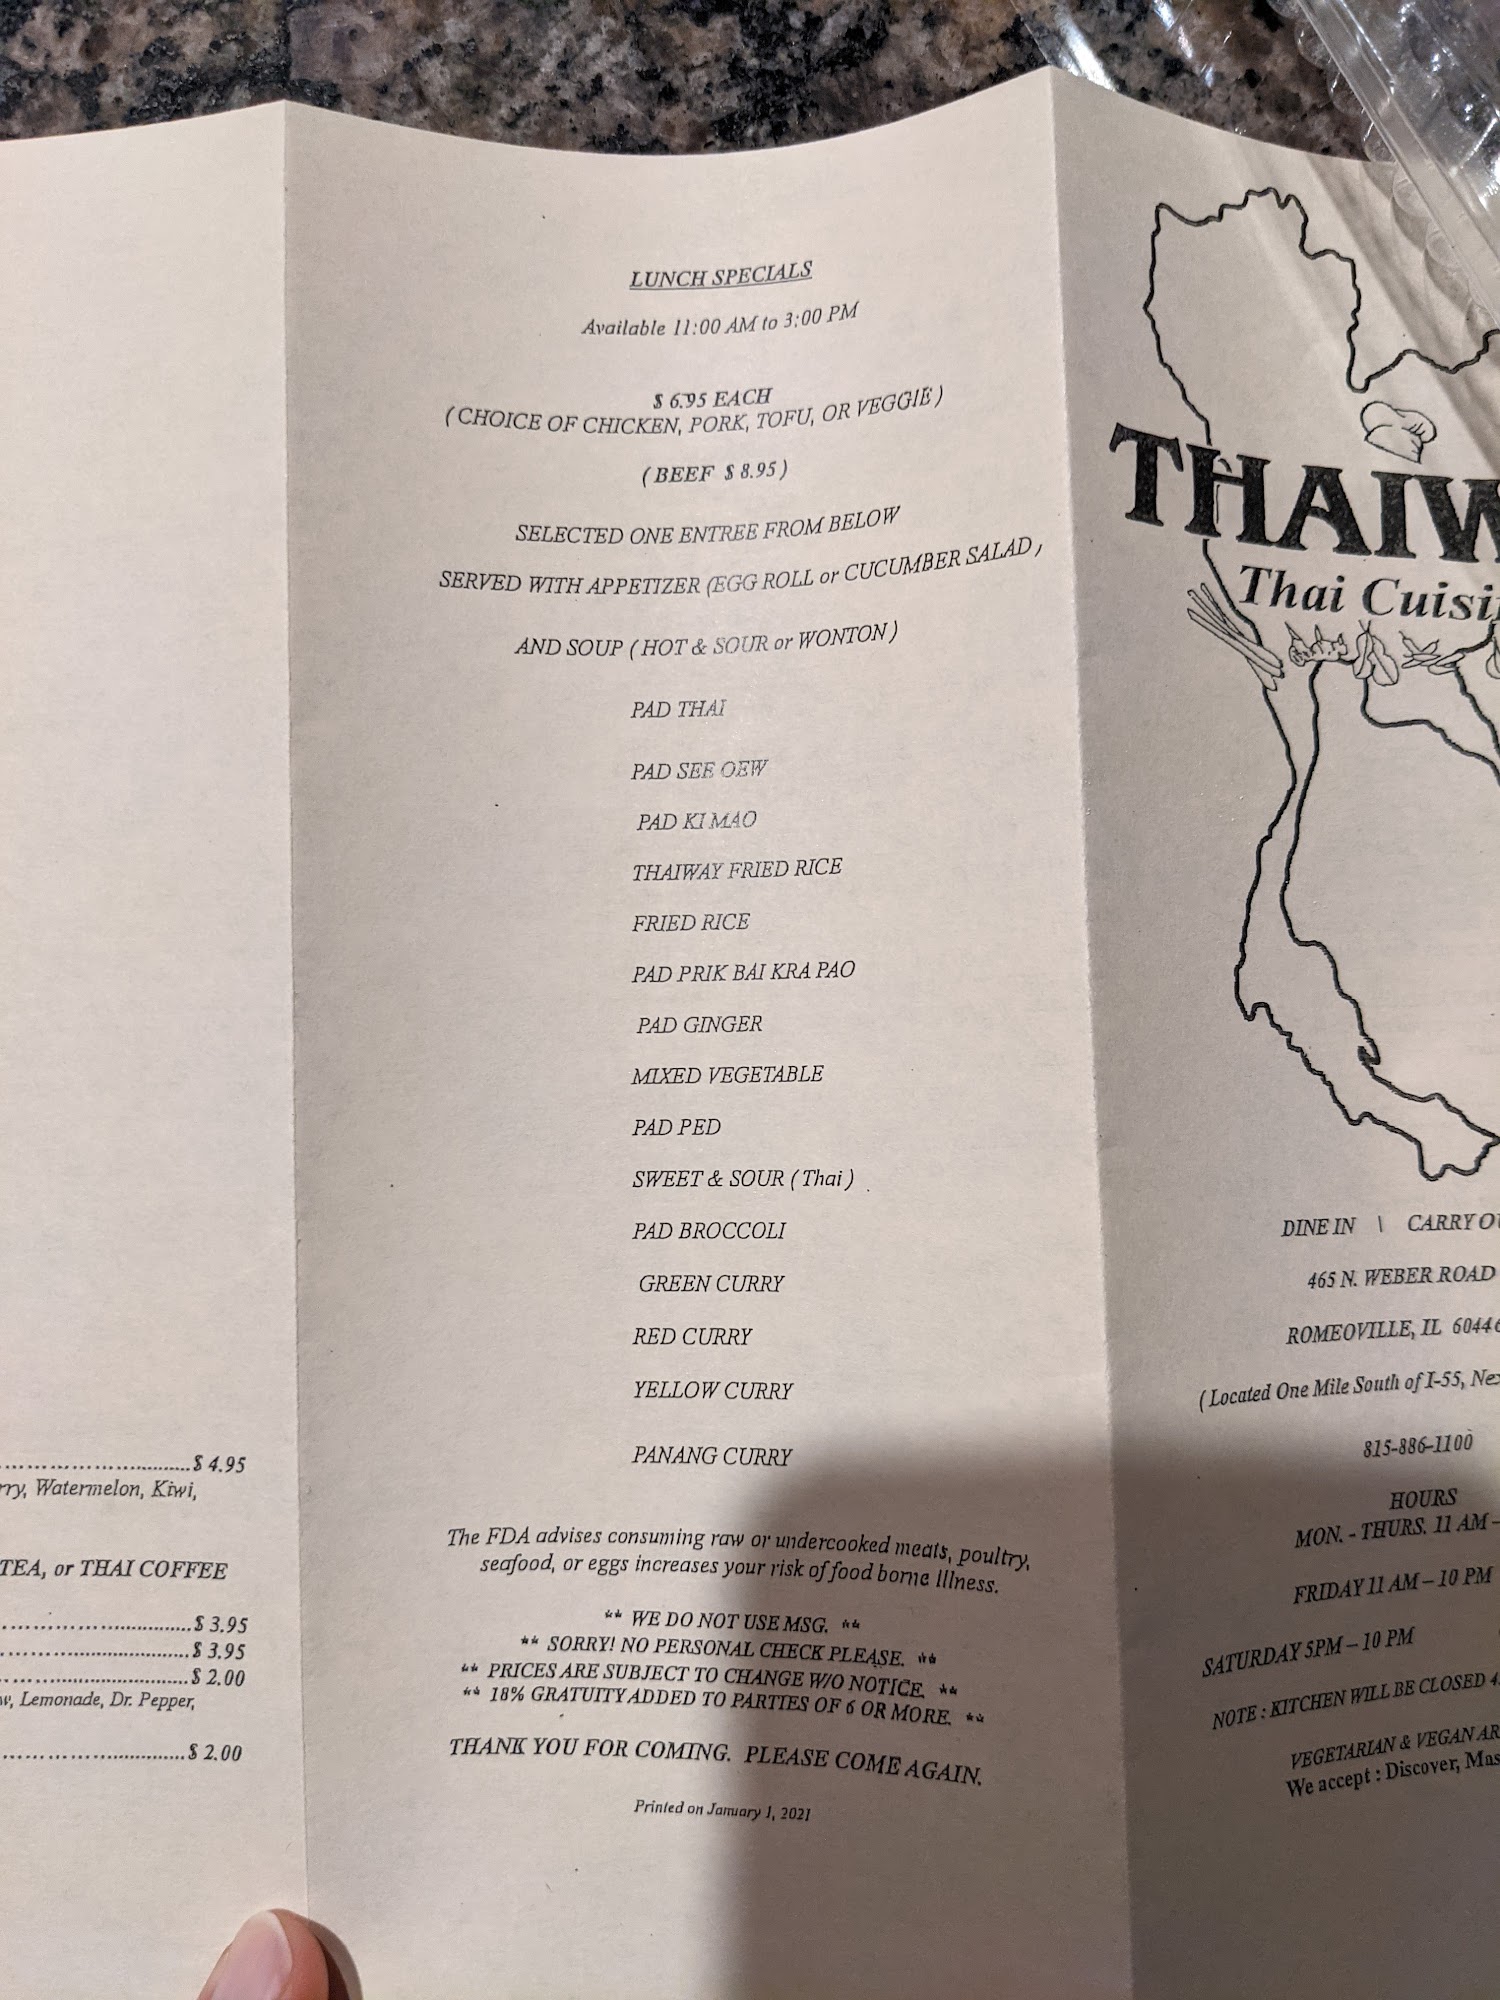 $ 4.95
rry, Watermelon, Kiwi,
TEA, or THAI COFFEE
$ 3.95
$ 3.95
$ 2.00
w, Lemonade, Dr. Pepper,
$ 2.00
LUNCH SPECIALS
Available 11:00 AM to 3:00 PM
$ 6.95 EACH
( CHOICE OF CHICKEN, PORK, TOFU, OR VEGGIE )
( BEEF $ 8.95 )
SELECTED ONE ENTREE FROM BELOW
SERVED WITH APPETIZER (EGG ROLL or CUCUMBER SALAD )
AND SOUP ( HOT & SOUR or WONTON )
PAD THAI
PAD SEE OEW
PAD KI MAO
THAIWAY FRIED RICE
FRIED RICE
PAD PRIK BAI KRA PAO
PAD GINGER
MIXED VEGETABLE
PAD PED
SWEET & SOUR ( Thai )
PAD BROCCOLI
GREEN CURRY
RED CURRY
YELLOW CURRY
PANANG CURRY
The FDA advises consuming raw or undercooked meats, poultry,
seafood, or eggs increases your risk of food borne Illness.
** WE DO NOT USE MSG. **
** SORRY! NO PERSONAL CHECK PLEASE. **
** PRICES ARE SUBJECT TO CHANGE W/O NOTICE. **
** 18% GRATUITY ADDED TO PARTIES OF 6 OR MORE. **
THANK YOU FOR COMING. PLEASE COME AGAIN.
Printed on January 1, 2021
THAIW
Thai Cuisi
DINE IN \ CARRY OU
465 N. WEBER ROAD
ROMEOVILLE, IL 60446
( Located One Mile South of I-55, Nex
815-886-1100
HOURS
MON. - THURS. 11 AM –
FRIDAY 11 AM – 10 PM
SATURDAY 5PM – 10 PM
NOTE : KITCHEN WILL BE CLOSED
VEGETARIAN & VEGAN AR
We accept : Discover, Mas